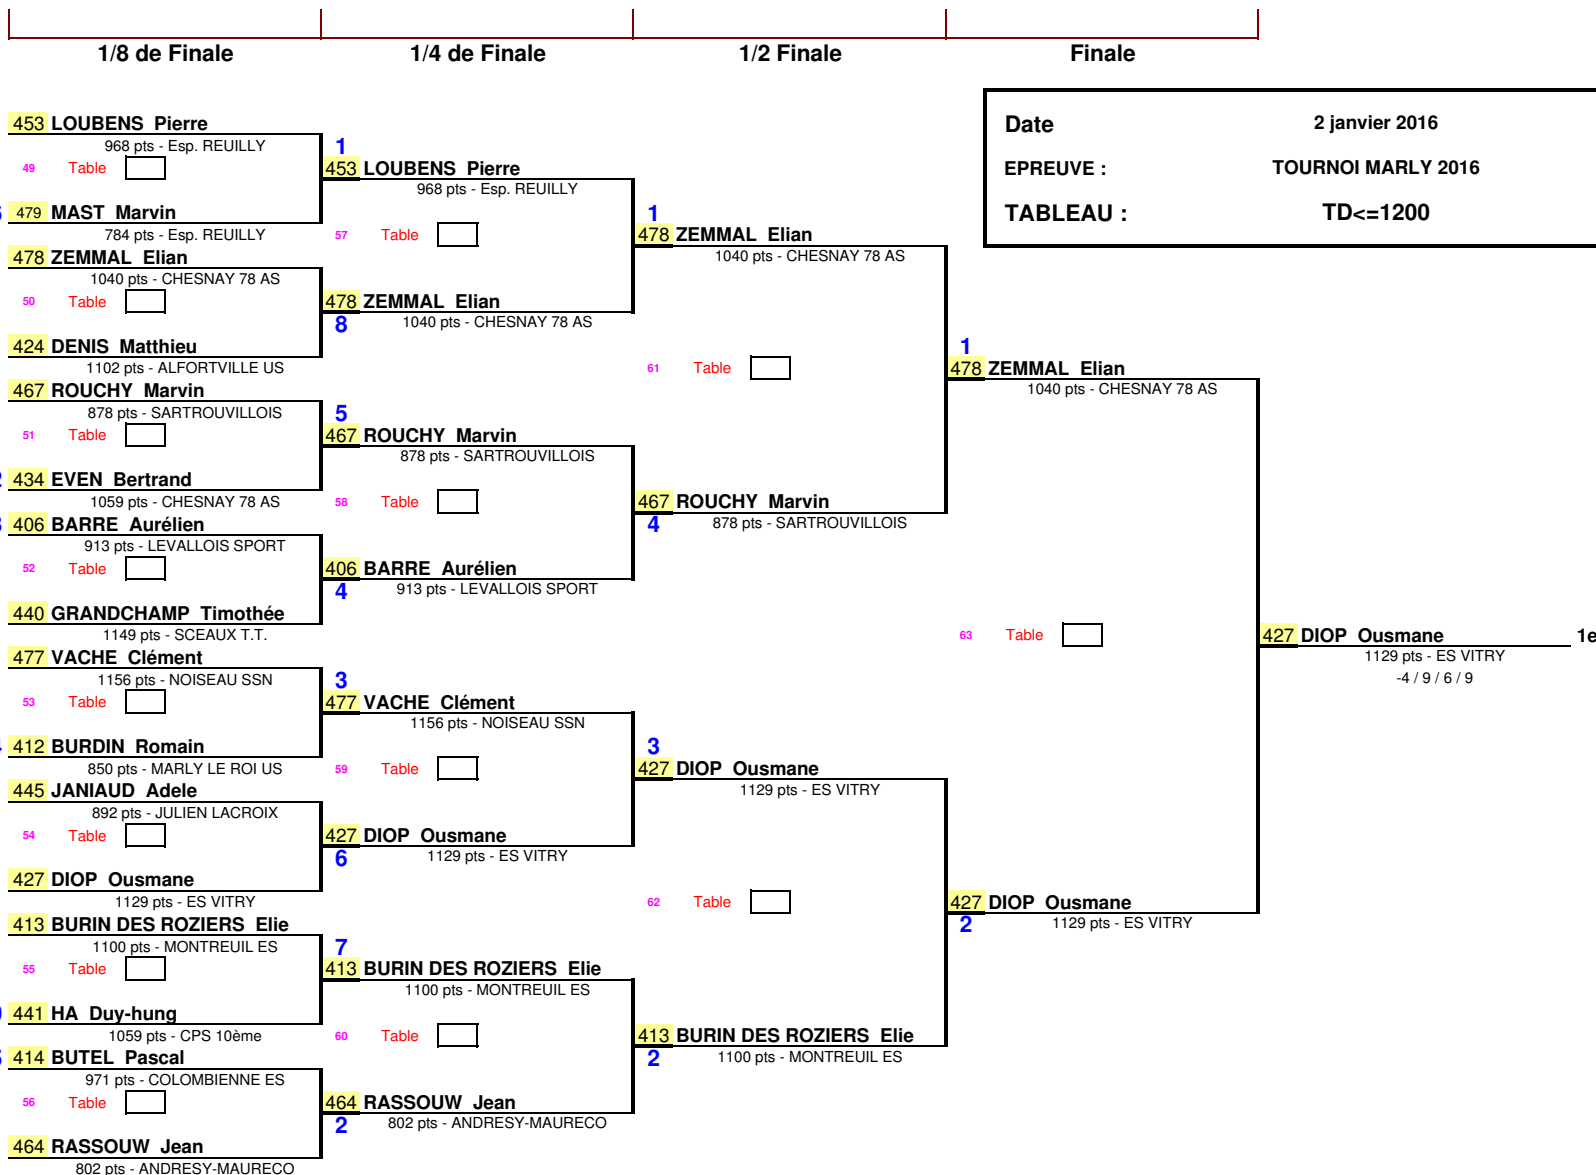 1/8 de Finale 1/4 de Finale 1/2 Finale Finale
Date 2 janvier 2016
EPREUVE : TOURNOI MARLY 2016
TABLEAU : TD<=1200
453 LOUBENS Pierre
968 pts - Esp. REUILLY
49 Table
479 MAST Marvin
784 pts - Esp. REUILLY
478 ZEMMAL Elian
1040 pts - CHESNAY 78 AS
50 Table
424 DENIS Matthieu
1102 pts - ALFORTVILLE US
467 ROUCHY Marvin
878 pts - SARTROUVILLOIS
51 Table
434 EVEN Bertrand
1059 pts - CHESNAY 78 AS
406 BARRE Aurélien
913 pts - LEVALLOIS SPORT
52 Table
440 GRANDCHAMP Timothée
1149 pts - SCEAUX T.T.
477 VACHE Clément
1156 pts - NOISEAU SSN
53 Table
412 BURDIN Romain
850 pts - MARLY LE ROI US
445 JANIAUD Adele
892 pts - JULIEN LACROIX
54 Table
427 DIOP Ousmane
1129 pts - ES VITRY
413 BURIN DES ROZIERS Elie
1100 pts - MONTREUIL ES
55 Table
441 HA Duy-hung
1059 pts - CPS 10ème
414 BUTEL Pascal
971 pts - COLOMBIENNE ES
56 Table
464 RASSOUW Jean
802 pts - ANDRESY-MAURECO
1
453 LOUBENS Pierre
968 pts - Esp. REUILLY
57 Table
478 ZEMMAL Elian
8
1040 pts - CHESNAY 78 AS
5
467 ROUCHY Marvin
878 pts - SARTROUVILLOIS
58 Table
406 BARRE Aurélien
4
913 pts - LEVALLOIS SPORT
3
477 VACHE Clément
1156 pts - NOISEAU SSN
59 Table
427 DIOP Ousmane
6
1129 pts - ES VITRY
7
413 BURIN DES ROZIERS Elie
1100 pts - MONTREUIL ES
60 Table
464 RASSOUW Jean
2
802 pts - ANDRESY-MAURECO
1
478 ZEMMAL Elian
1040 pts - CHESNAY 78 AS
61 Table
467 ROUCHY Marvin
4
878 pts - SARTROUVILLOIS
3
427 DIOP Ousmane
1129 pts - ES VITRY
62 Table
413 BURIN DES ROZIERS Elie
2
1100 pts - MONTREUIL ES
1
478 ZEMMAL Elian
1040 pts - CHESNAY 78 AS
63 Table
427 DIOP Ousmane
2
1129 pts - ES VITRY
427 DIOP Ousmane 1e
1129 pts - ES VITRY
-4 / 9 / 6 / 9